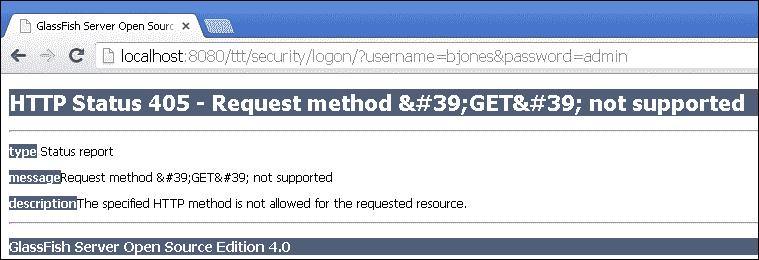 GlassFish Server Open Sourc
localhost:8080/ttt/security/logon/?username=bjones&password=admin
HTTP Status 405 - Request method &#39;GET&#39; not supported
type Status report
messageRequest method &#39;GET&#39; not supported
descriptionThe specified HTTP method is not allowed for the requested resource.
GlassFish Server Open Source Edition 4.0